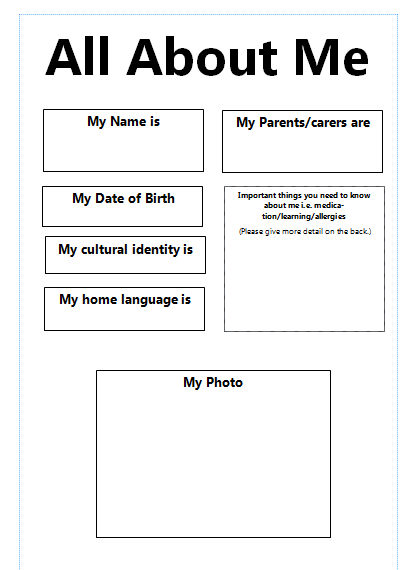 All About Me
My Name is
My Parents/carers are
My Date of Birth
My cultural identity is
My home language is
Important things you need to know
about me i.e. medica-
tion/learning/allergies
(Please give more detail on the back.)
My Photo